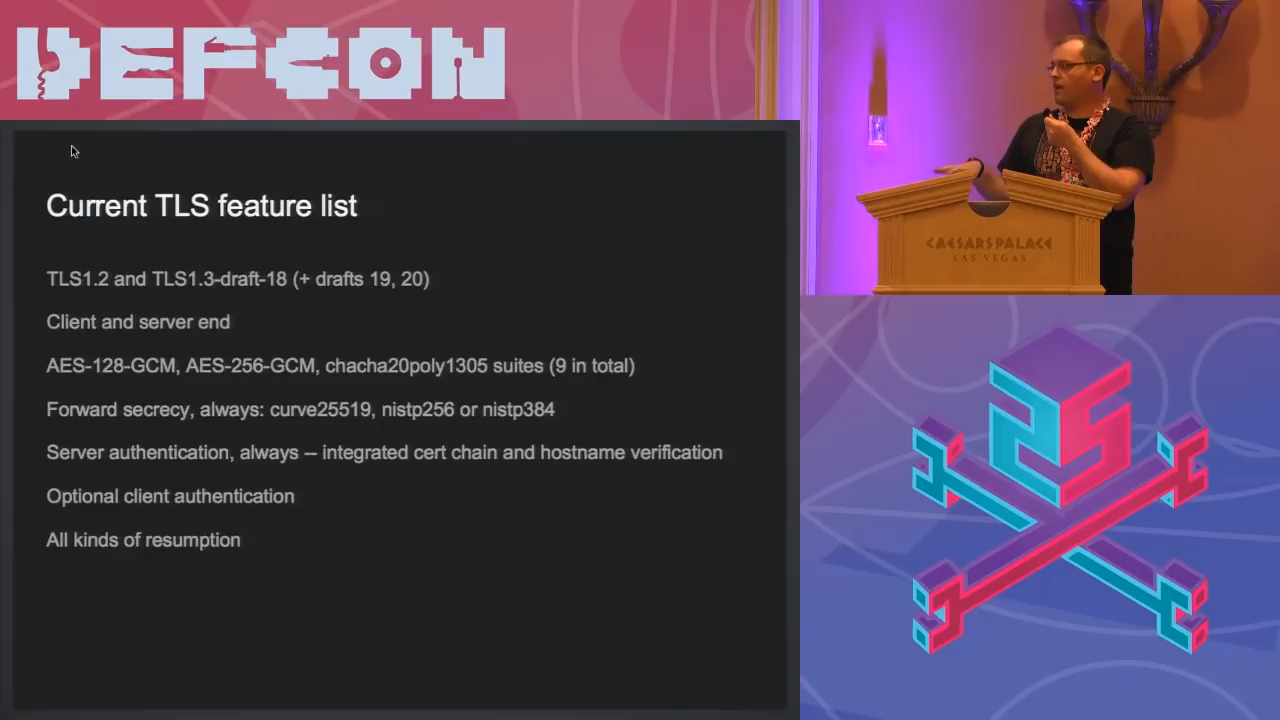 DEFCON
Current TLS feature list
TLS1.2 and TLS1.3-draft-18 (+ drafts 19, 20)
Client and server end
AES-128-GCM, AES-256-GCM, chacha20poly1305 suites (9 in total)
Forward secrecy, always: curve25519, nistp256 or nistp384
Server authentication, always -- integrated cert chain and hostname verification
Optional client authentication
All kinds of resumption
CAESARS PALACE
LAS VEGAS
25